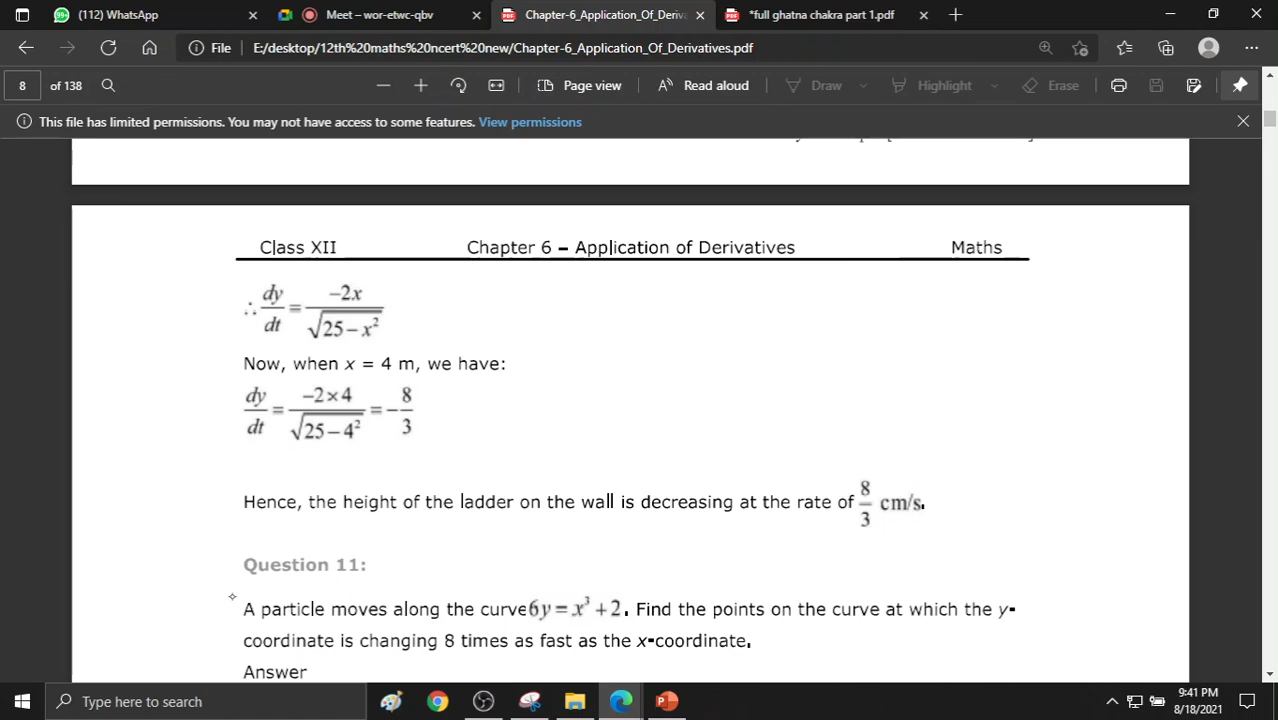 (112) WhatsApp
Meet – wor-etwc-qbv
Chapter-6_Application_Of_Deriva
*full ghatna chakra part 1.pdf
File
E:/desktop/12th%20maths%20ncert%20new/Chapter-6_Application_Of_Derivatives.pdf
8 of 138
Page view
Read aloud
Draw
Highlight
Erase
This file has limited permissions. You may not have access to some features. View permissions
Class XII Chapter 6 – Application of Derivatives Maths
∴ dy/dt = −2x/√(25 − x²)
Now, when x = 4 m, we have:
dy/dt = −2×4/√(25 − 4²) = −8/3
Hence, the height of the ladder on the wall is decreasing at the rate of 8/3 cm/s.
Question 11:
A particle moves along the curve 6y = x³ + 2. Find the points on the curve at which the y-
coordinate is changing 8 times as fast as the x-coordinate.
Answer
Type here to search
9:41 PM
8/18/2021